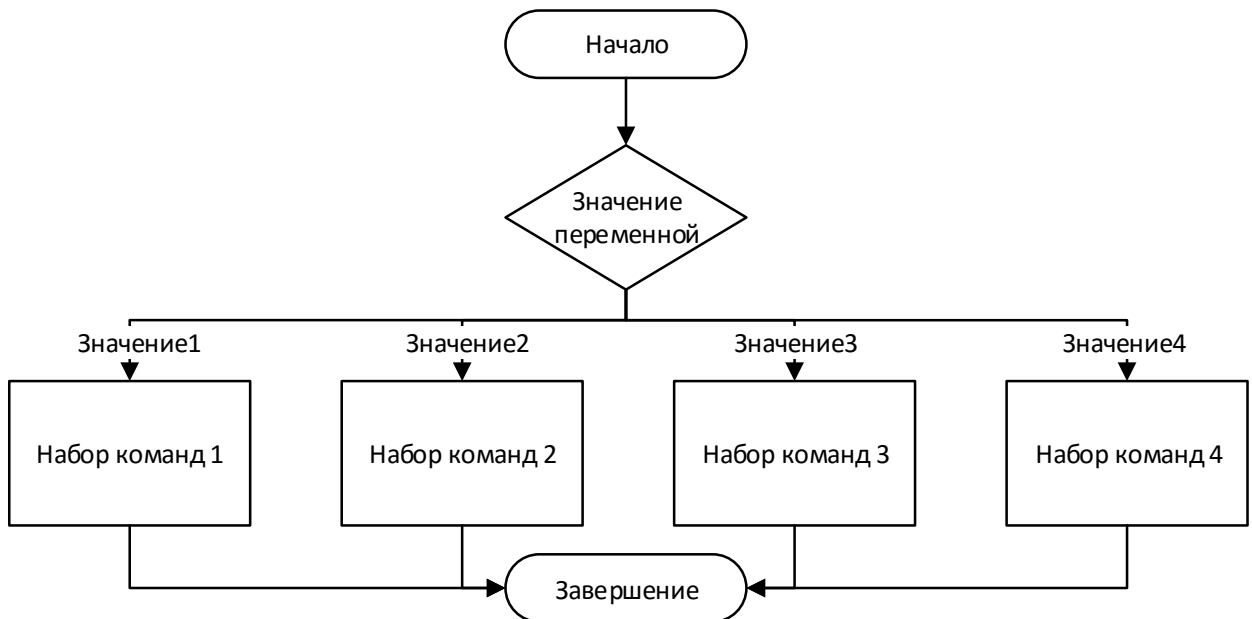 Начало
Значение
переменной
Значение1
Значение2
Значение3
Значение4
Набор команд 1
Набор команд 2
Набор команд 3
Набор команд 4
Завершение